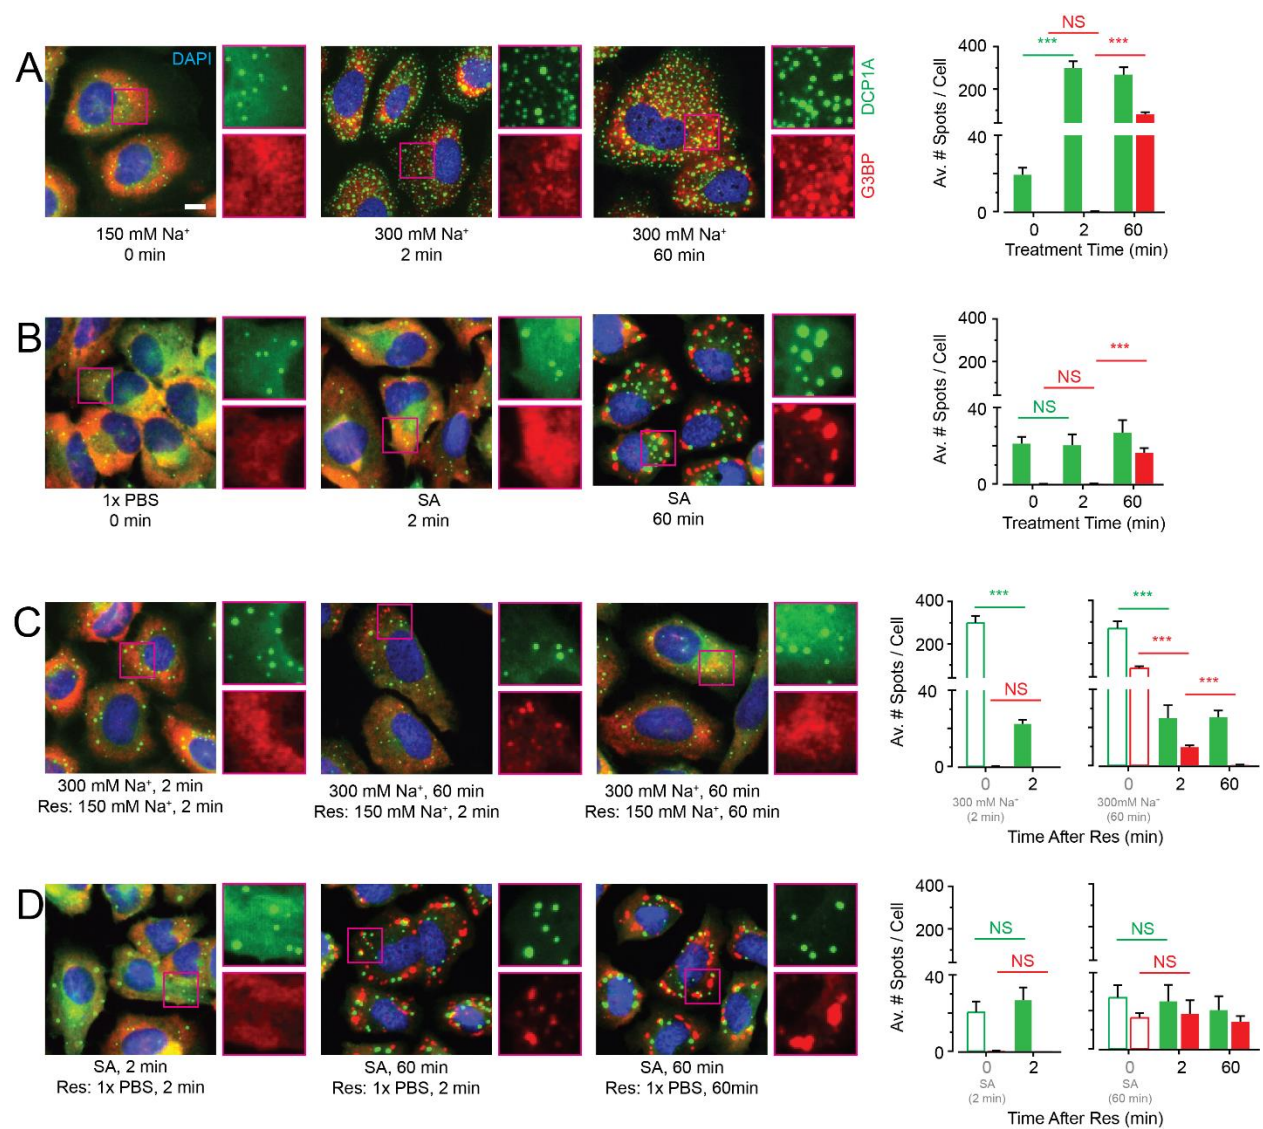 A
DAPI
DCP1A
G3BP
150 mM Na⁺
0 min
300 mM Na⁺
2 min
300 mM Na⁺
60 min
NS
*** ***
400
200
40
0
Av. # Spots / Cell
0 2 60
Treatment Time (min)
B
1x PBS
0 min
SA
2 min
SA
60 min
***
NS
NS
400
200
40
0
Av. # Spots / Cell
0 2 60
Treatment Time (min)
C
300 mM Na⁺, 2 min
Res: 150 mM Na⁺, 2 min
300 mM Na⁺, 60 min
Res: 150 mM Na⁺, 2 min
300 mM Na⁺, 60 min
Res: 150 mM Na⁺, 60 min
*** ***
***
NS ***
400
200
40
0
Av. # Spots / Cell
0 2
300 mM Na⁺
(2 min)
0 2 60
300mM Na⁺
(60 min)
Time After Res (min)
D
SA, 2 min
Res: 1x PBS, 2 min
SA, 60 min
Res: 1x PBS, 2 min
SA, 60 min
Res: 1x PBS, 60min
NS NS
NS NS
400
200
40
0
Av. # Spots / Cell
0 2
SA
(2 min)
0 2 60
SA
(60 min)
Time After Res (min)